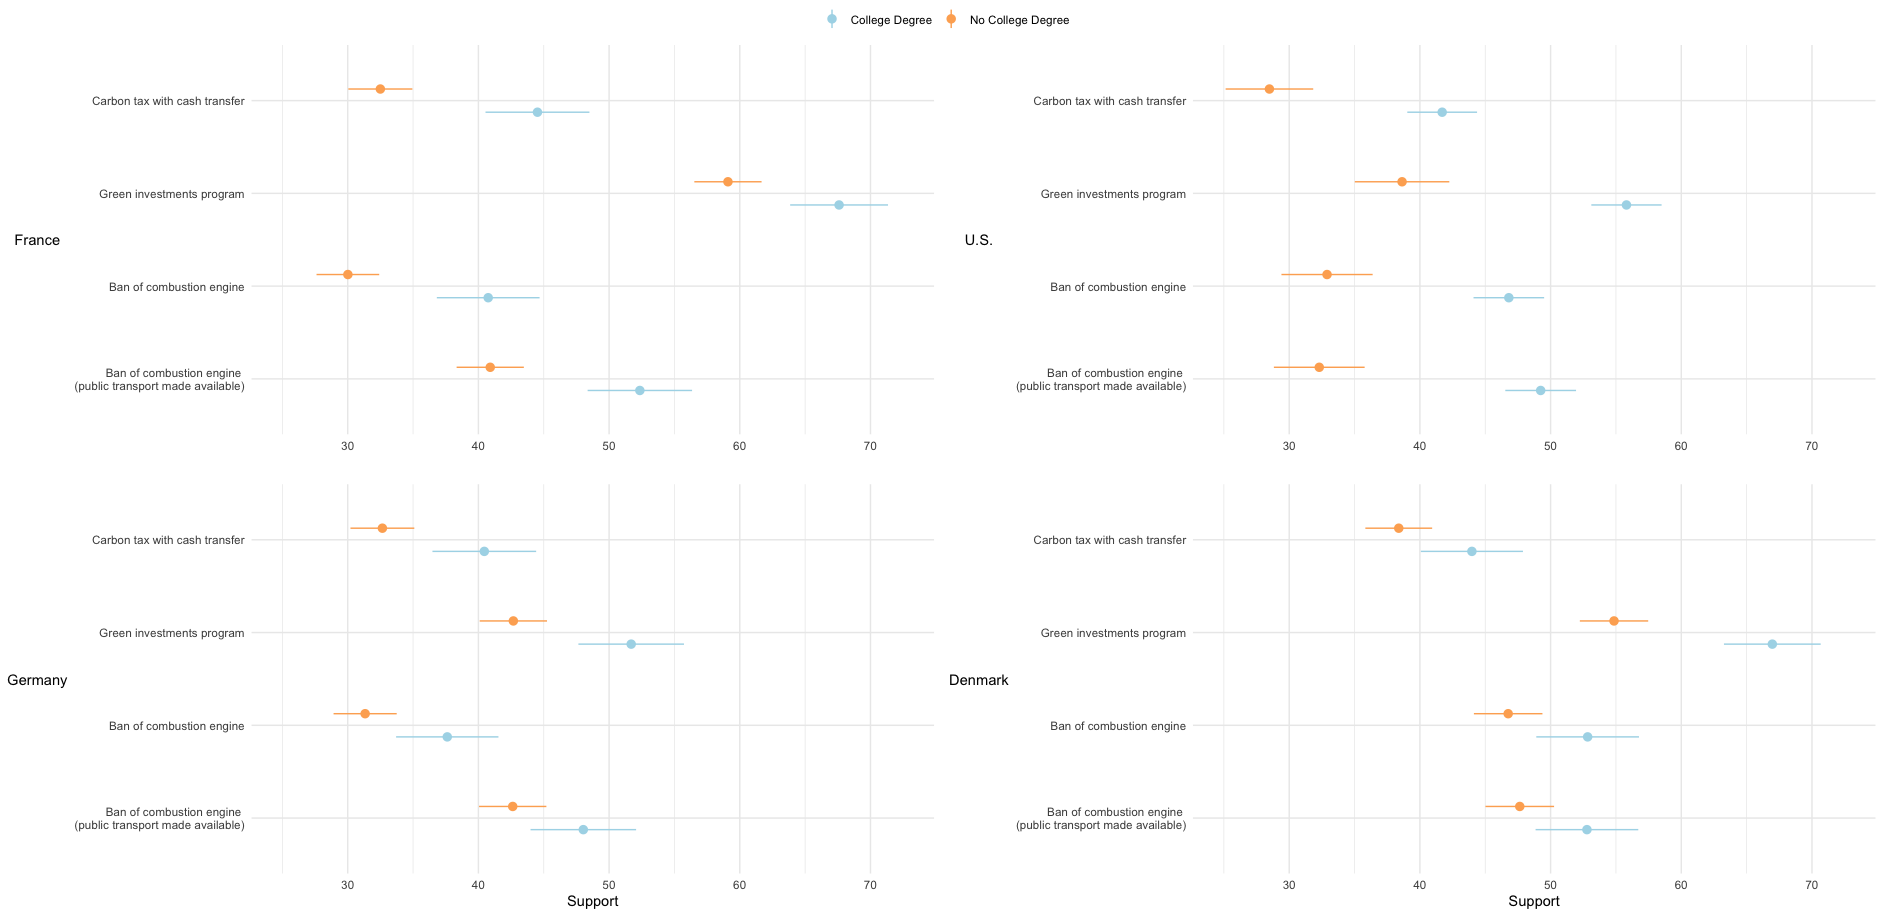 College Degree No College Degree
France
Carbon tax with cash transfer
Green investments program
Ban of combustion engine
Ban of combustion engine
(public transport made available)
30 40 50 60 70
U.S.
Carbon tax with cash transfer
Green investments program
Ban of combustion engine
Ban of combustion engine
(public transport made available)
30 40 50 60 70
Germany
Carbon tax with cash transfer
Green investments program
Ban of combustion engine
Ban of combustion engine
(public transport made available)
30 40 50 60 70
Support
Denmark
Carbon tax with cash transfer
Green investments program
Ban of combustion engine
Ban of combustion engine
(public transport made available)
30 40 50 60 70
Support